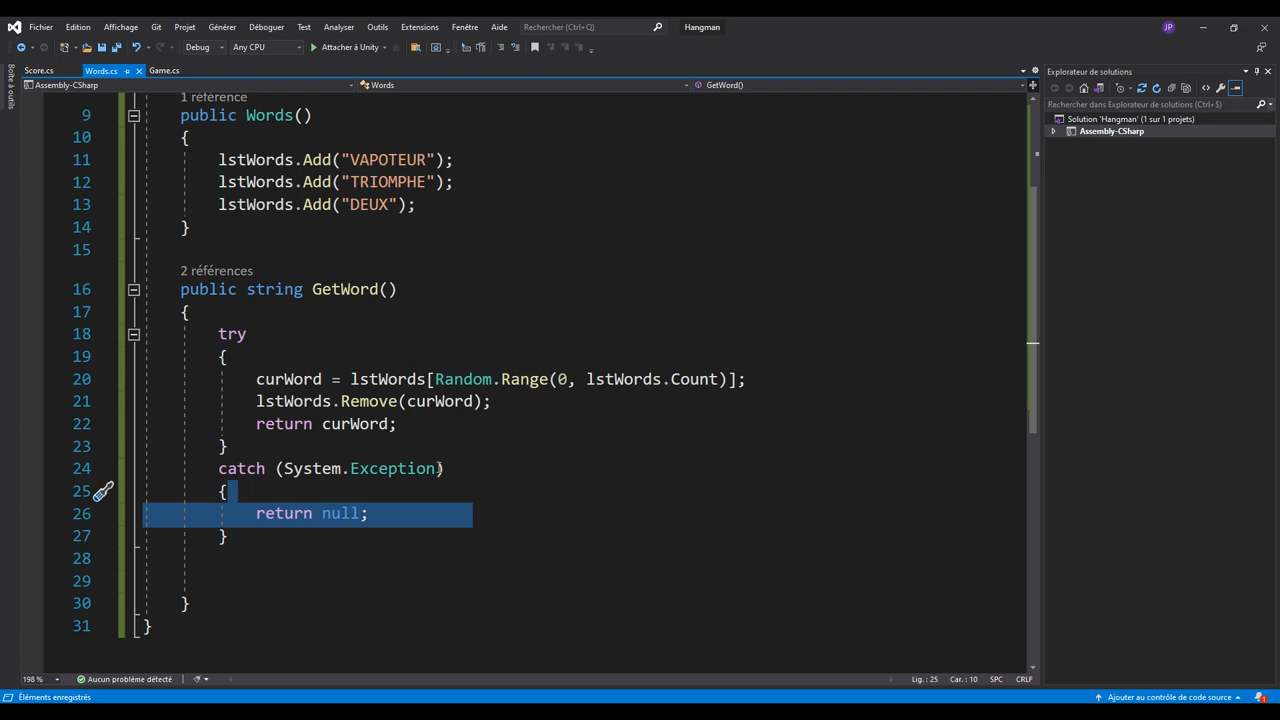 Fichier Edition Affichage Git Projet Générer Déboguer Test Analyser Outils Extensions Fenêtre Aide Rechercher (Ctrl+Q) Hangman JP
Debug Any CPU Attacher à Unity
Score.cs Words.cs Game.cs
Assembly-CSharp Words GetWord()
Boîte à outils
1 référence
9 public Words()
10 {
11 lstWords.Add("VAPOTEUR");
12 lstWords.Add("TRIOMPHE");
13 lstWords.Add("DEUX");
14 }
15
2 références
16 public string GetWord()
17 {
18 try
19 {
20 curWord = lstWords[Random.Range(0, lstWords.Count)];
21 lstWords.Remove(curWord);
22 return curWord;
23 }
24 catch (System.Exception)
25 {
26 return null;
27 }
28
29
30 }
31 }
Explorateur de solutions
Rechercher dans Explorateur de solutions (Ctrl+$)
Solution 'Hangman' (1 sur 1 projets)
Assembly-CSharp
198 % Aucun problème détecté Lig. : 25 Car. : 10 SPC CRLF
Éléments enregistrés Ajouter au contrôle de code source 1